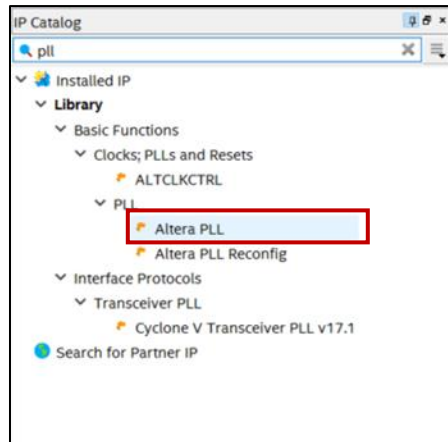 IP Catalog
pll
Installed IP
Library
Basic Functions
Clocks; PLLs and Resets
ALTCLKCTRL
PLL
Altera PLL
Altera PLL Reconfig
Interface Protocols
Transceiver PLL
Cyclone V Transceiver PLL v17.1
Search for Partner IP